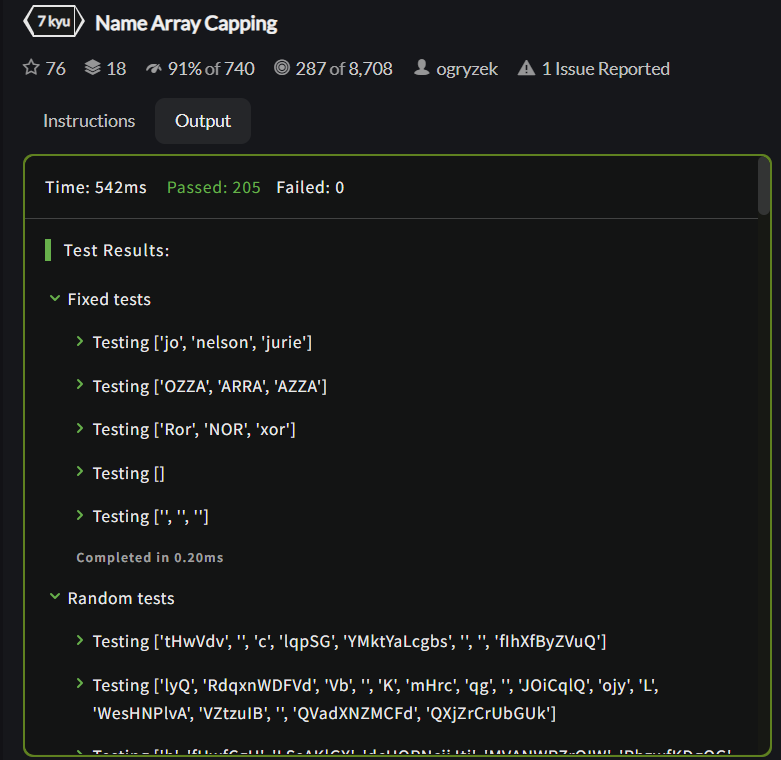 7 kyu Name Array Capping
76 18 91% of 740 287 of 8,708 ogryzek 1 Issue Reported
Instructions Output
Time: 542ms Passed: 205 Failed: 0
Test Results:
Fixed tests
Testing ['jo', 'nelson', 'jurie']
Testing ['OZZA', 'ARRA', 'AZZA']
Testing ['Ror', 'NOR', 'xor']
Testing []
Testing ['', '', '']
Completed in 0.20ms
Random tests
Testing ['tHwVdv', '', 'c', 'lqpSG', 'YMktYaLcgbs', '', '', 'fIhXfByZVuQ']
Testing ['lyQ', 'RdqxnWDFVd', 'Vb', '', 'K', 'mHrc', 'qg', '', 'JOiCqlQ', 'ojy', 'L',
'WesHNPlvA', 'VZtzuIB', '', 'QVadXNZMCFd', 'QXjZrCrUbGUk']
Testing